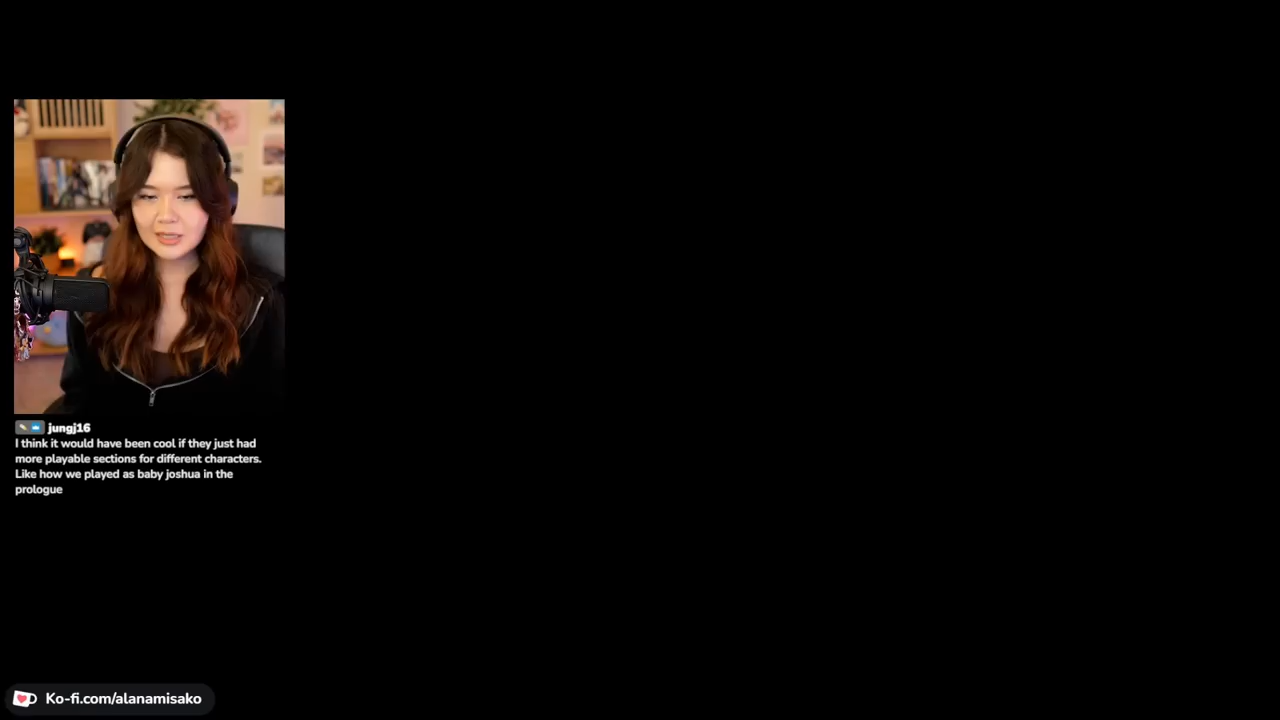 jungj16
I think it would have been cool if they just had
more playable sections for different characters.
Like how we played as baby joshua in the
prologue
Ko-fi.com/alanamisako